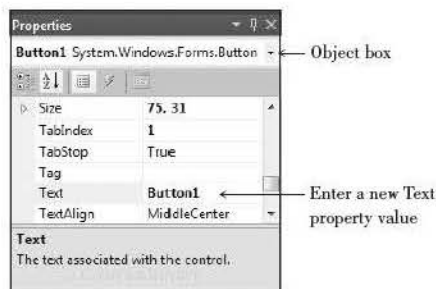 Properties
Button1 System.Windows.Forms.Button
Object box
Size 75, 31
TabIndex 1
TabStop True
Tag
Text Button1
Enter a new Text
property value
TextAlign MiddleCenter
Text
The text associated with the control.